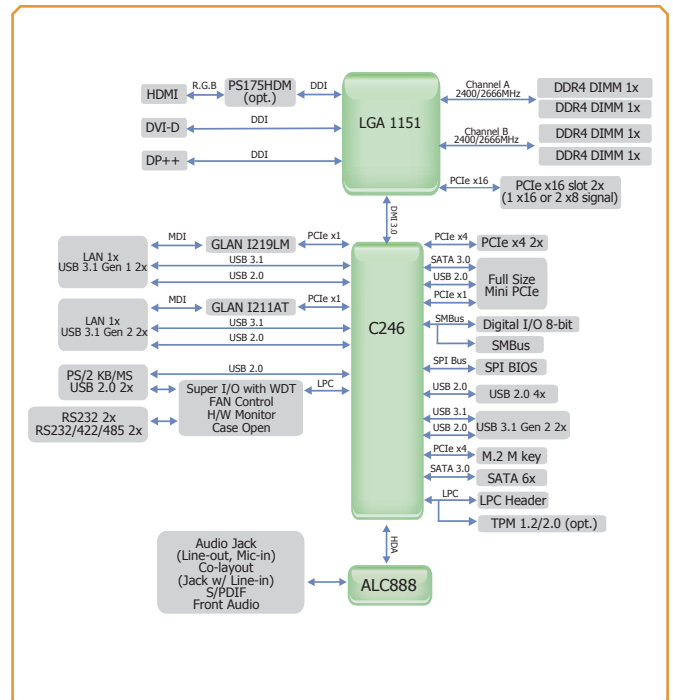 HDMI
R.G.B
PS175HDM
(opt.)
DDI
DVI-D
DDI
DP++
DDI
LGA 1151
Channel A
2400/2666MHz
DDR4 DIMM 1x
DDR4 DIMM 1x
Channel B
2400/2666MHz
DDR4 DIMM 1x
DDR4 DIMM 1x
PCIe x16
PCIe x16 slot 2x
(1 x16 or 2 x8 signal)
DMI 3.0
LAN 1x
USB 3.1 Gen 1 2x
MDI
GLAN I219LM
PCIe x1
USB 3.1
USB 2.0
LAN 1x
USB 3.1 Gen 2 2x
MDI
GLAN I211AT
PCIe x1
USB 3.1
USB 2.0
PS/2 KB/MS
USB 2.0 2x
USB 2.0
Super I/O with WDT
FAN Control
H/W Monitor
Case Open
LPC
RS232 2x
RS232/422/485 2x
C246
PCIe x4
PCIe x4 2x
SATA 3.0
USB 2.0
PCIe x1
Full Size
Mini PCIe
SMBus
Digital I/O 8-bit
SMBus
SPI Bus
SPI BIOS
USB 2.0
USB 2.0 4x
USB 3.1
USB 2.0
USB 3.1 Gen 2 2x
PCIe x4
M.2 M key
SATA 3.0
SATA 6x
LPC
LPC Header
TPM 1.2/2.0 (opt.)
HDA
Audio Jack
(Line-out, Mic-in)
Co-layout
(Jack w/ Line-in)
S/PDIF
Front Audio
ALC888